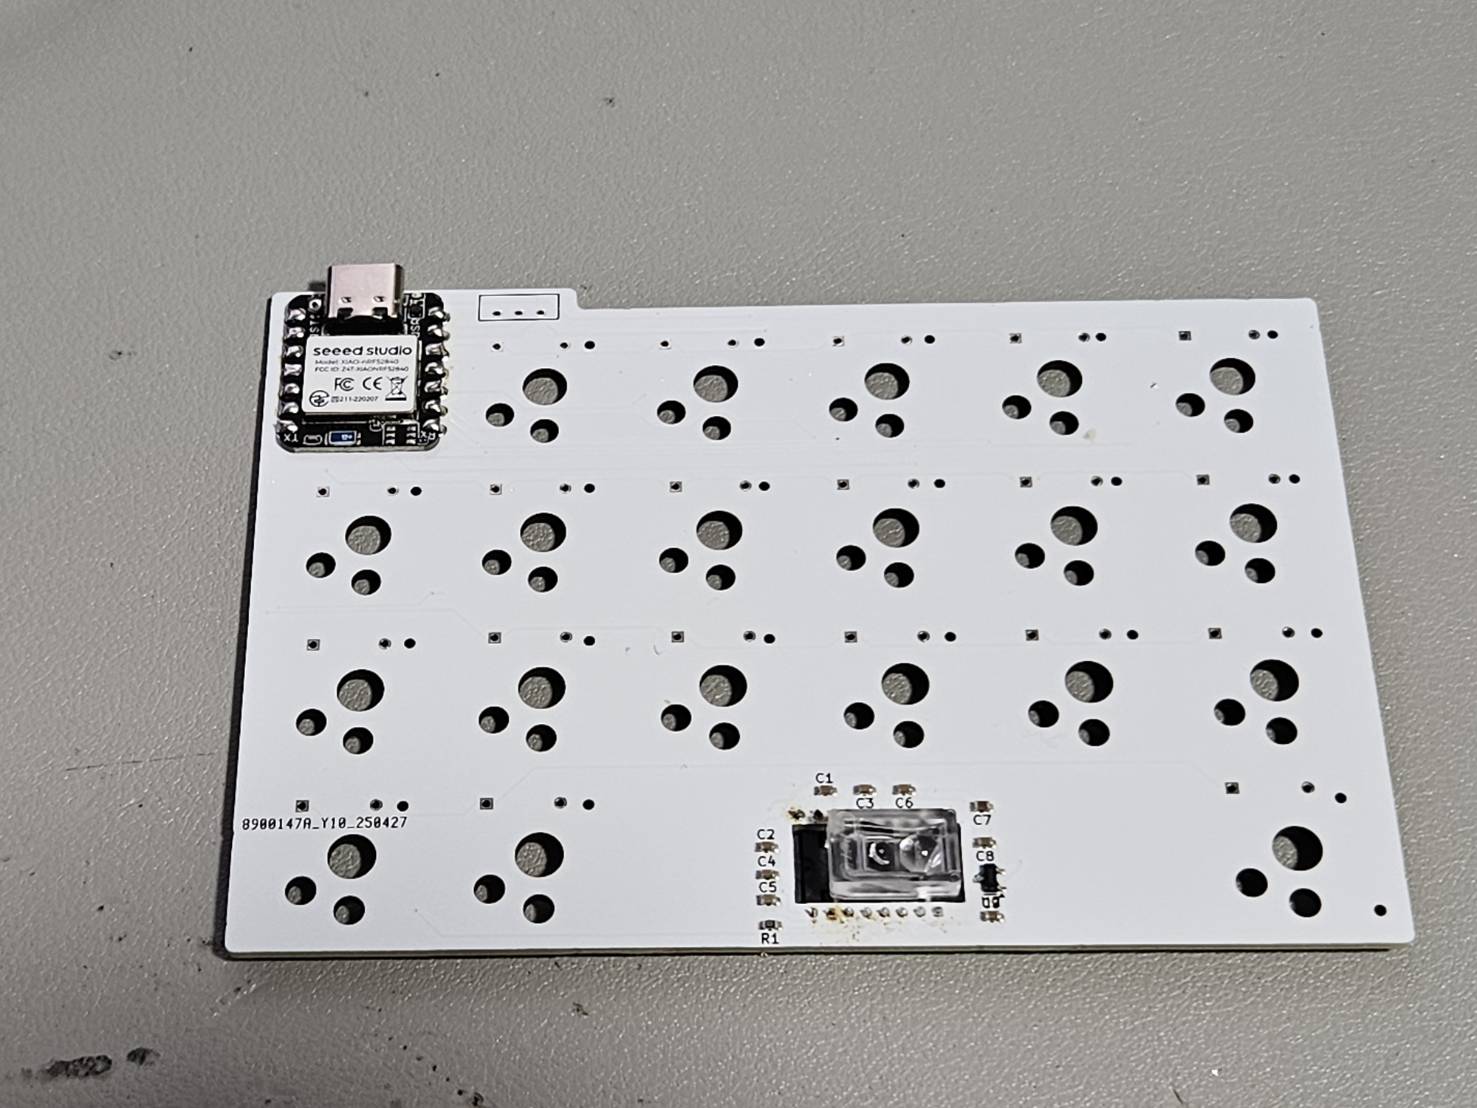 seeed studio
Model: XIAO-nRF52840
FCC ID: Z4T-XIAONRF52840
FC CE
211-220207
C1
C3 C6
C7
C2
C8
C4
C5
R1
8900147A_Y10_250427